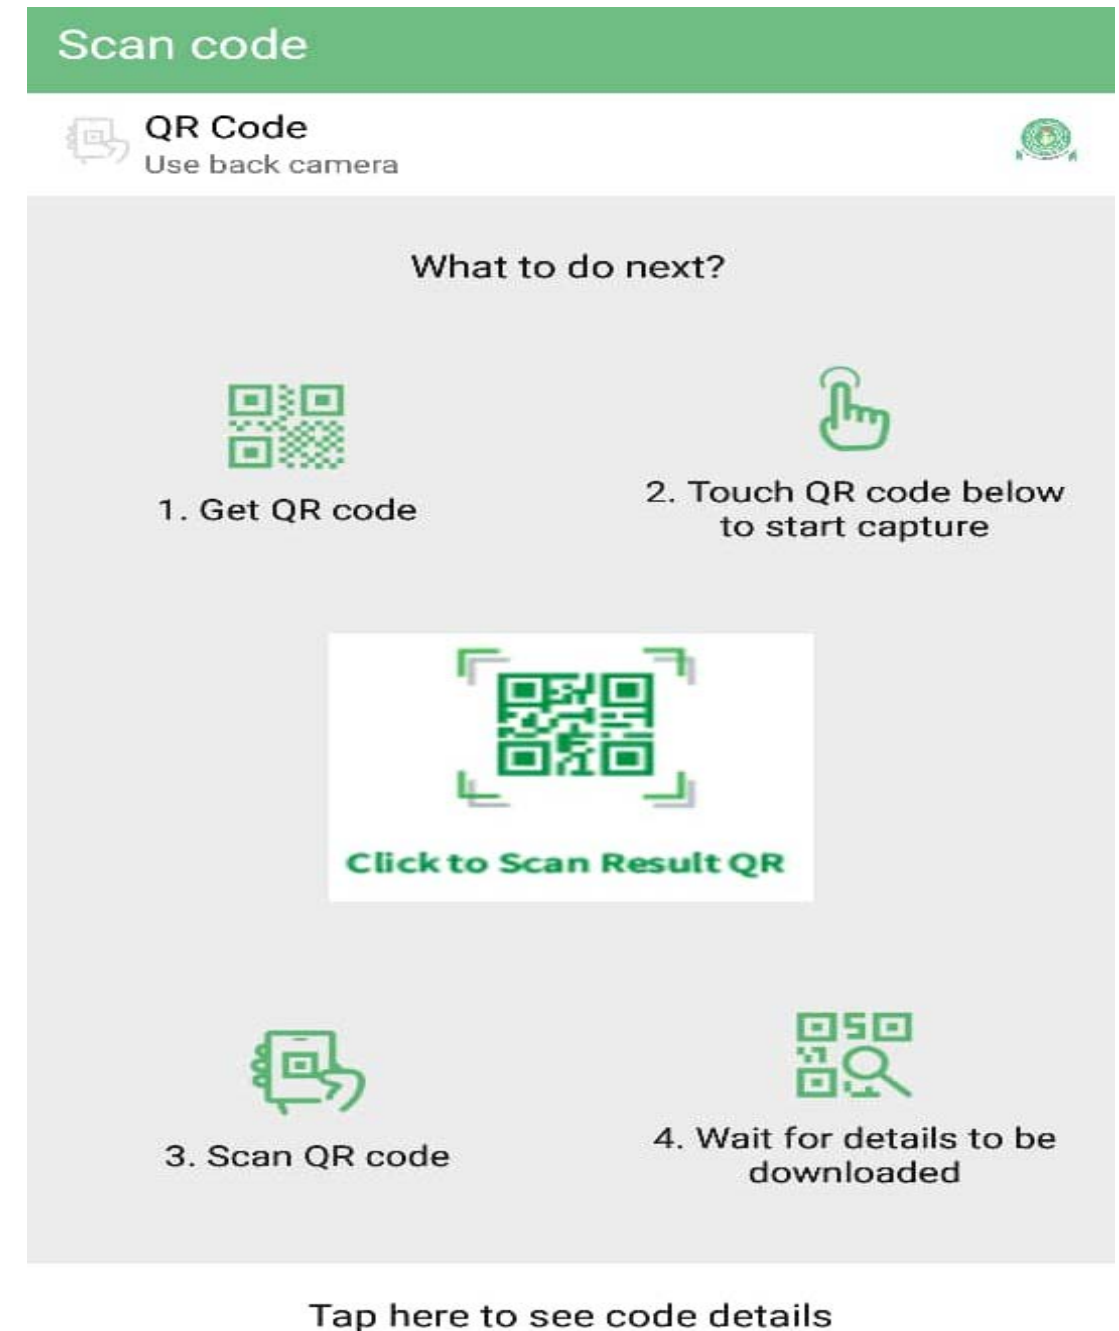 Scan code
QR Code
Use back camera
What to do next?
1. Get QR code
2. Touch QR code below
to start capture
Click to Scan Result QR
3. Scan QR code
4. Wait for details to be
downloaded
Tap here to see code details